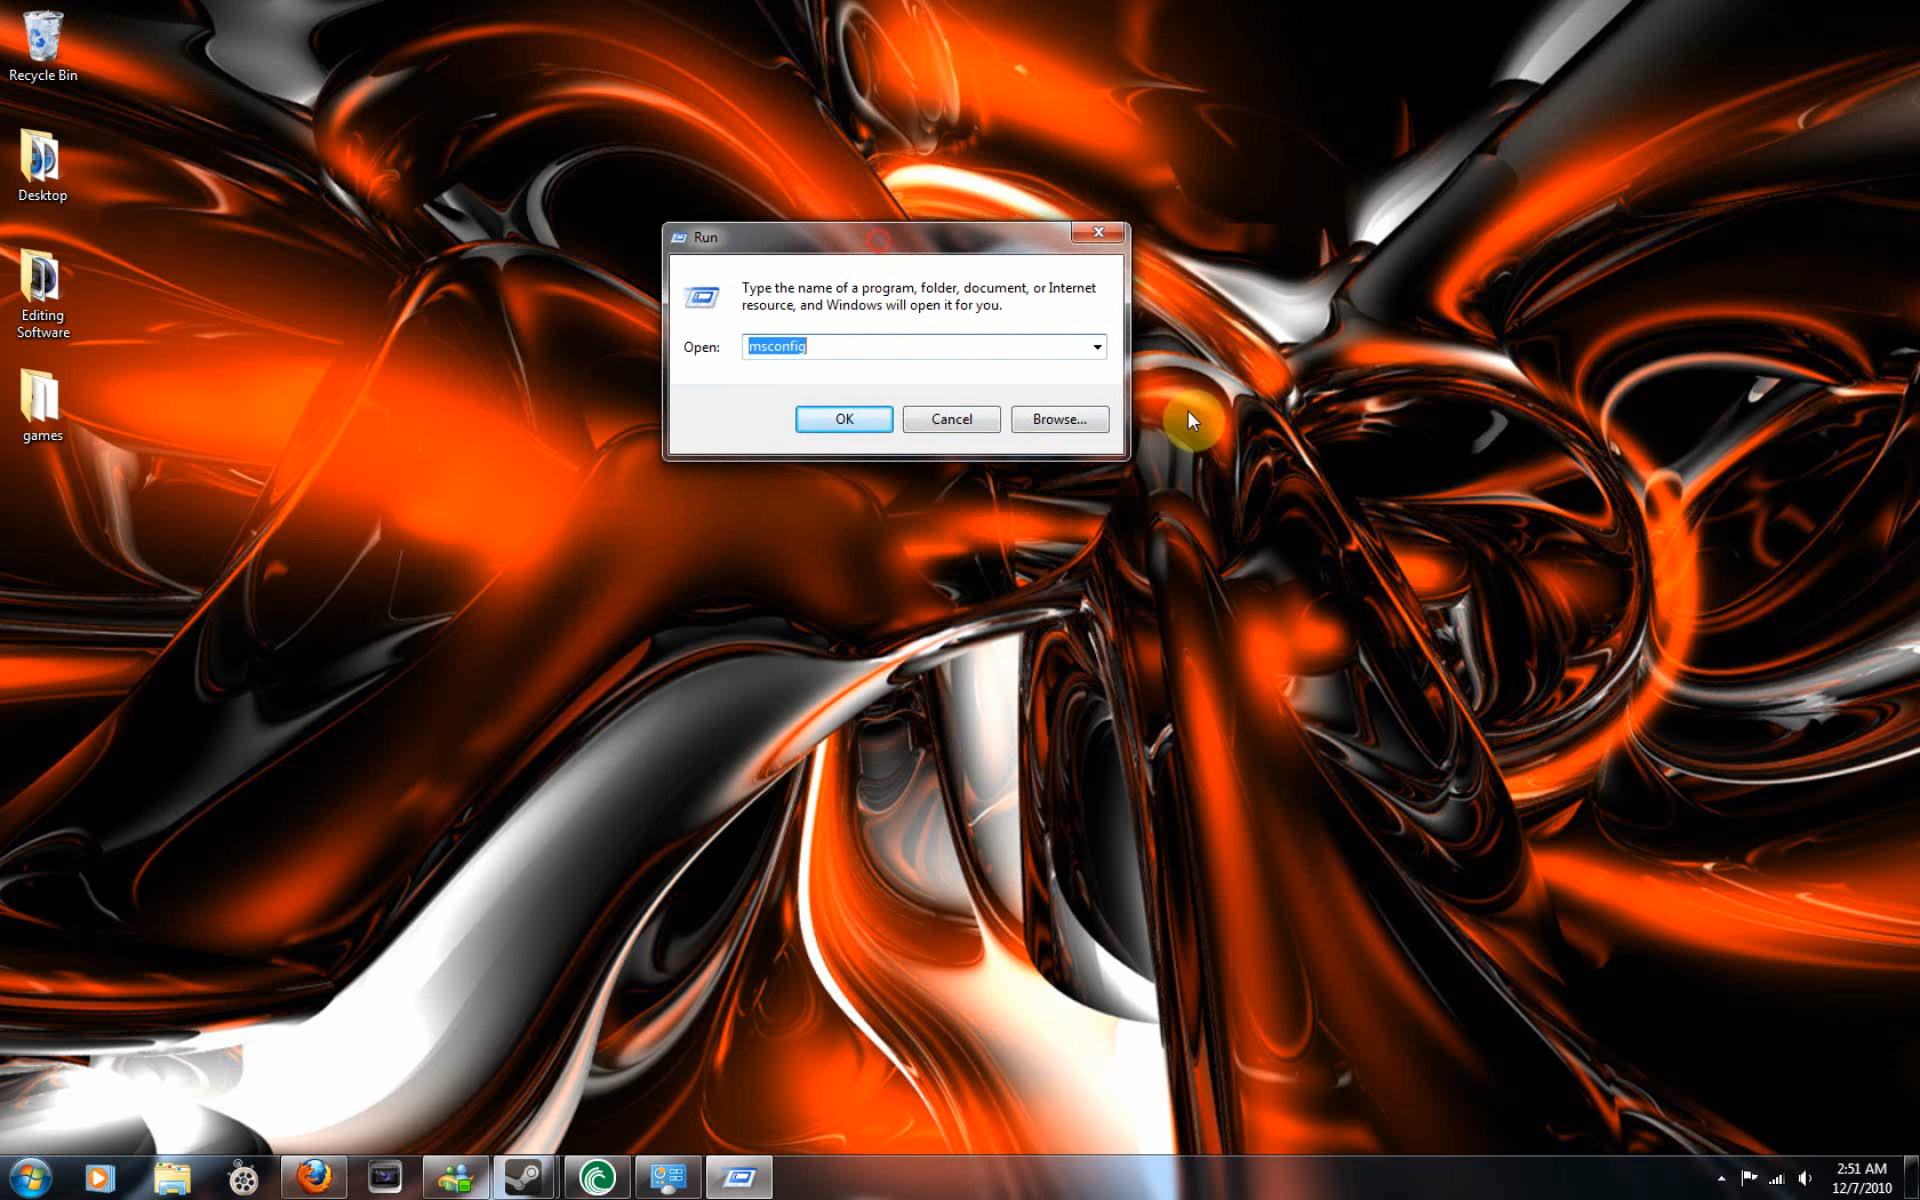 Recycle Bin
Desktop
Editing
Software
games
Run
Type the name of a program, folder, document, or Internet
resource, and Windows will open it for you.
Open: msconfig
OK Cancel Browse...
2:51 AM
12/7/2010